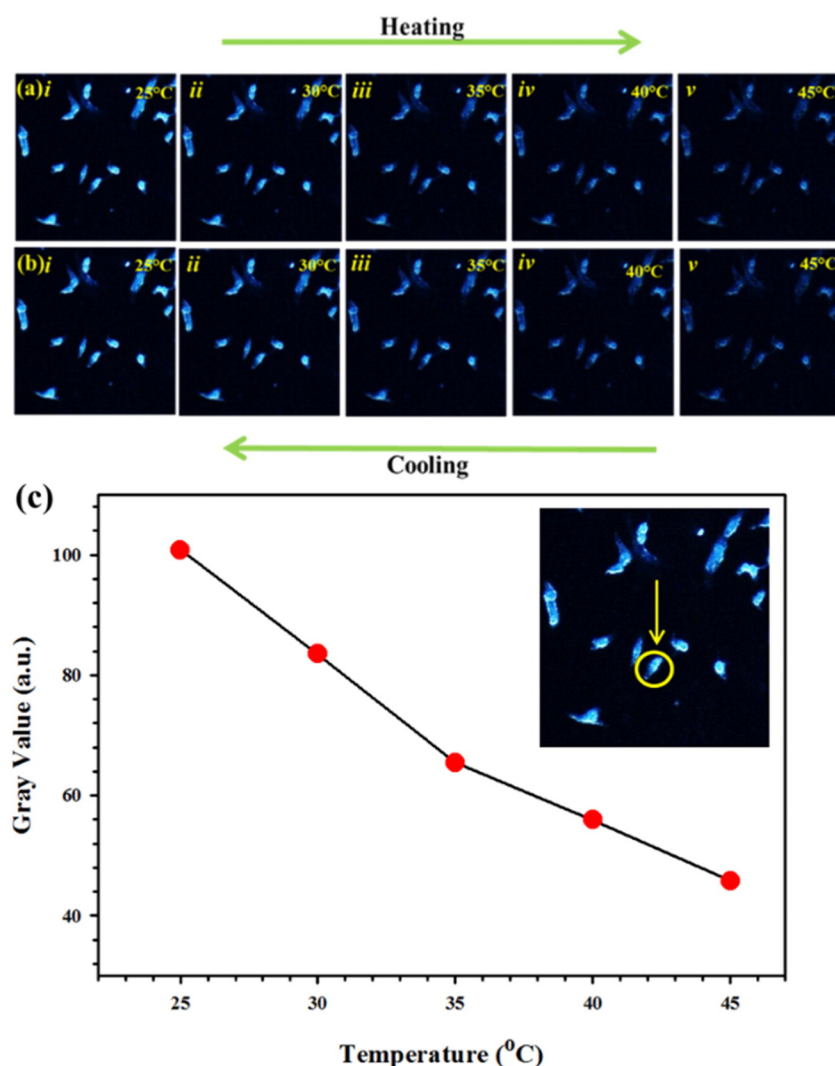 Heating
(a) i 25°C ii 30°C iii 35°C iv 40°C v 45°C
(b) i 25°C ii 30°C iii 35°C iv 40°C v 45°C
Cooling
(c)
100
80
60
40
Gray Value (a.u.)
25 30 35 40 45
Temperature (°C)